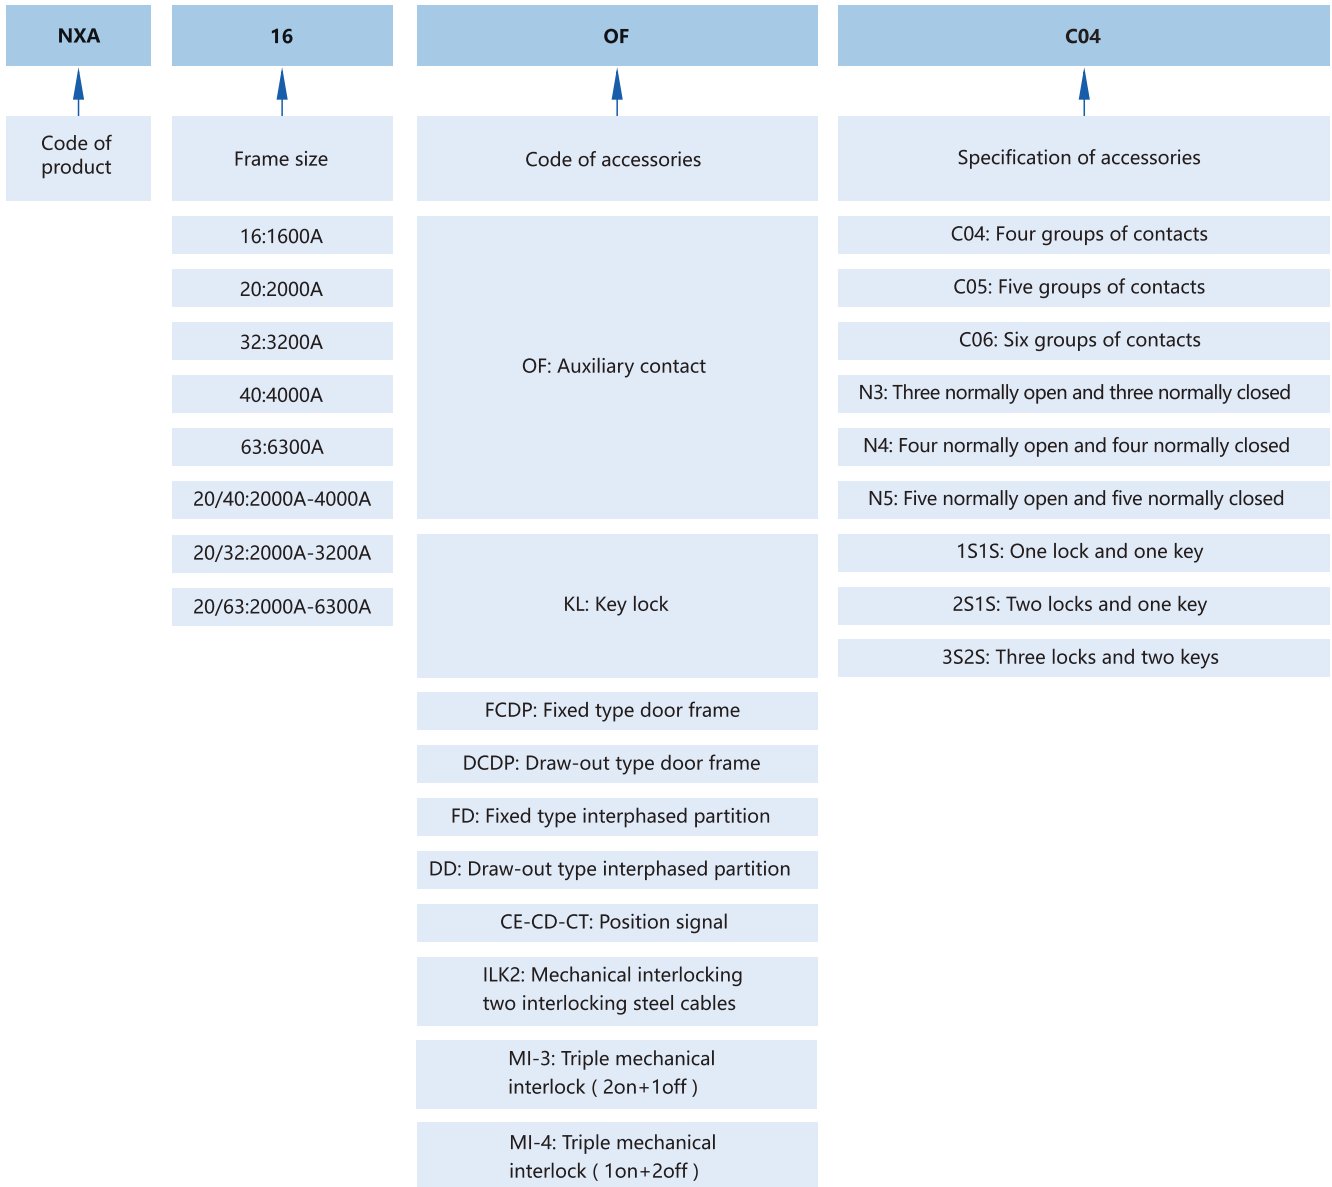 NXA
16
OF
C04
Code of
product
Frame size
Code of accessories
Specification of accessories
16:1600A
20:2000A
32:3200A
40:4000A
63:6300A
20/40:2000A-4000A
20/32:2000A-3200A
20/63:2000A-6300A
OF: Auxiliary contact
KL: Key lock
FCDP: Fixed type door frame
DCDP: Draw-out type door frame
FD: Fixed type interphased partition
DD: Draw-out type interphased partition
CE-CD-CT: Position signal
ILK2: Mechanical interlocking
two interlocking steel cables
MI-3: Triple mechanical
interlock ( 2on+1off )
MI-4: Triple mechanical
interlock ( 1on+2off )
C04: Four groups of contacts
C05: Five groups of contacts
C06: Six groups of contacts
N3: Three normally open and three normally closed
N4: Four normally open and four normally closed
N5: Five normally open and five normally closed
1S1S: One lock and one key
2S1S: Two locks and one key
3S2S: Three locks and two keys